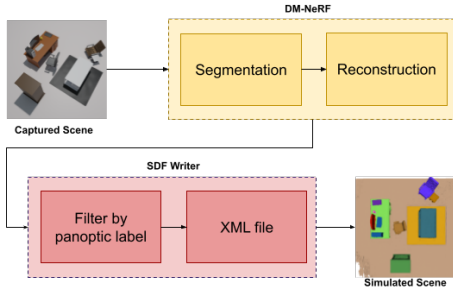 DM-NeRF
Segmentation
Reconstruction
Captured Scene
SDF Writer
Filter by
panoptic label
XML file
Simulated Scene